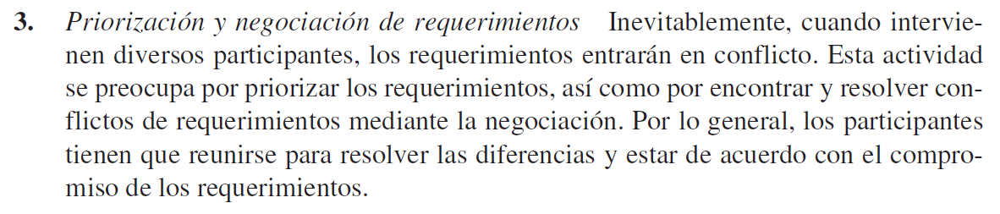 3. Priorización y negociación de requerimientos Inevitablemente, cuando intervie-
nen diversos participantes, los requerimientos entrarán en conflicto. Esta actividad
se preocupa por priorizar los requerimientos, así como por encontrar y resolver con-
flictos de requerimientos mediante la negociación. Por lo general, los participantes
tienen que reunirse para resolver las diferencias y estar de acuerdo con el compro-
miso de los requerimientos.